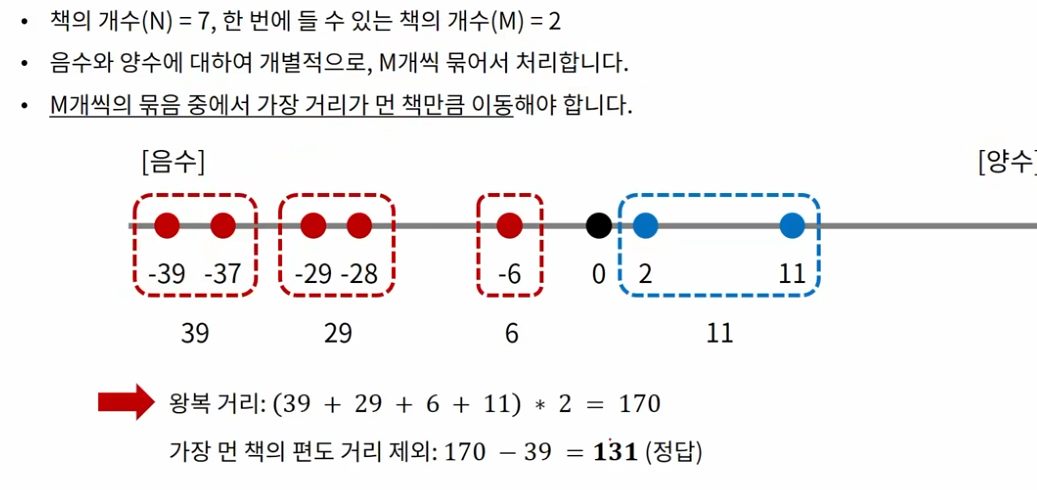 • 책의 개수(N) = 7, 한 번에 들 수 있는 책의 개수(M) = 2
• 음수와 양수에 대하여 개별적으로, M개씩 묶어서 처리합니다.
• M개씩의 묶음 중에서 가장 거리가 먼 책만큼 이동해야 합니다.
[음수] [양수]
-39 -37 -29 -28 -6 0 2 11
39 29 6 11
왕복 거리: (39 + 29 + 6 + 11) * 2 = 170
가장 먼 책의 편도 거리 제외: 170 - 39 = 131 (정답)